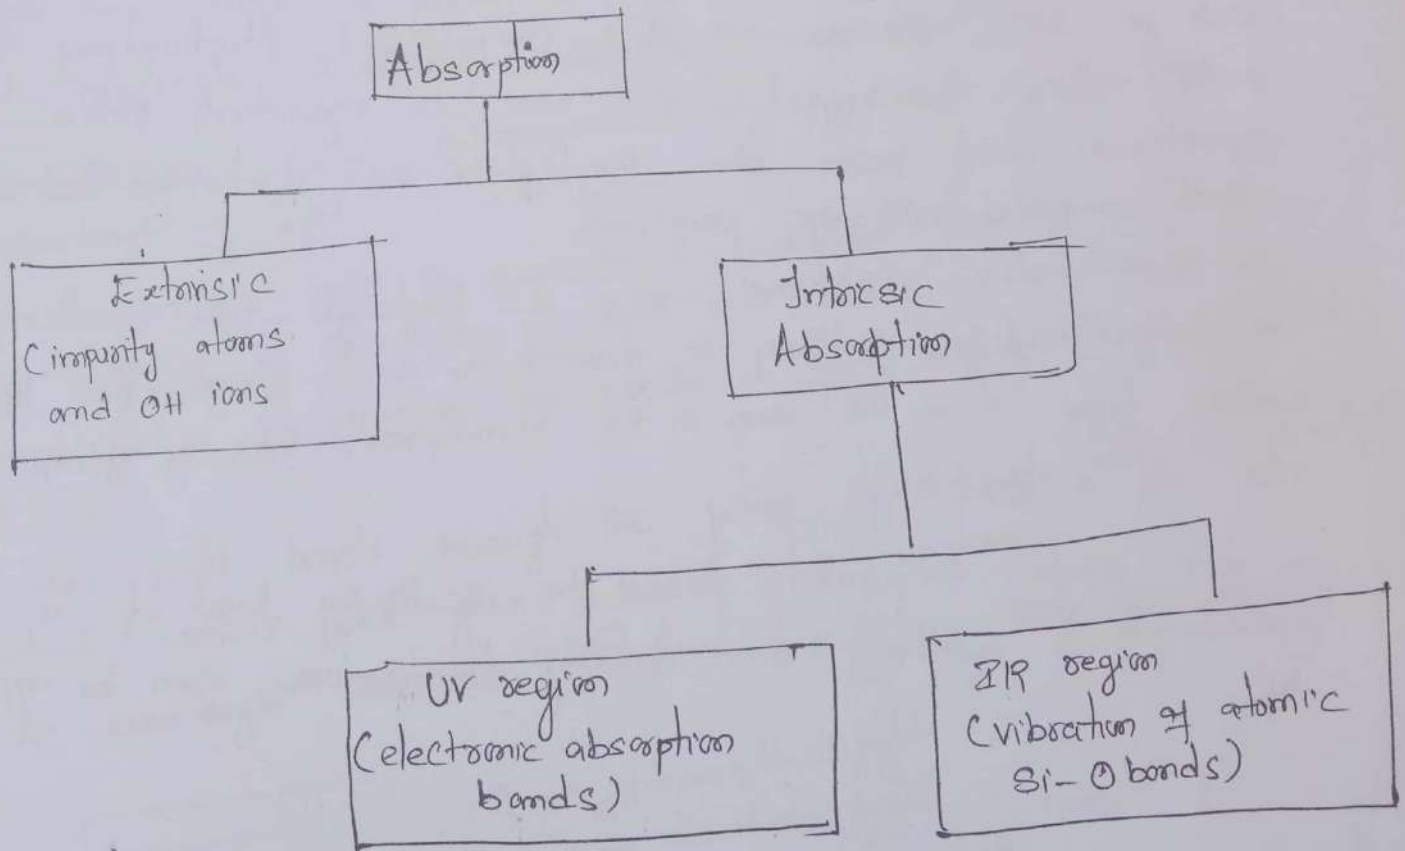 Absorption
Extrinsic
(impurity atoms
and OH ions
Intricsic
Absorption
UV region
(electronic absorption
bands)
IR region
(vibration of atomic
Si-O bonds)